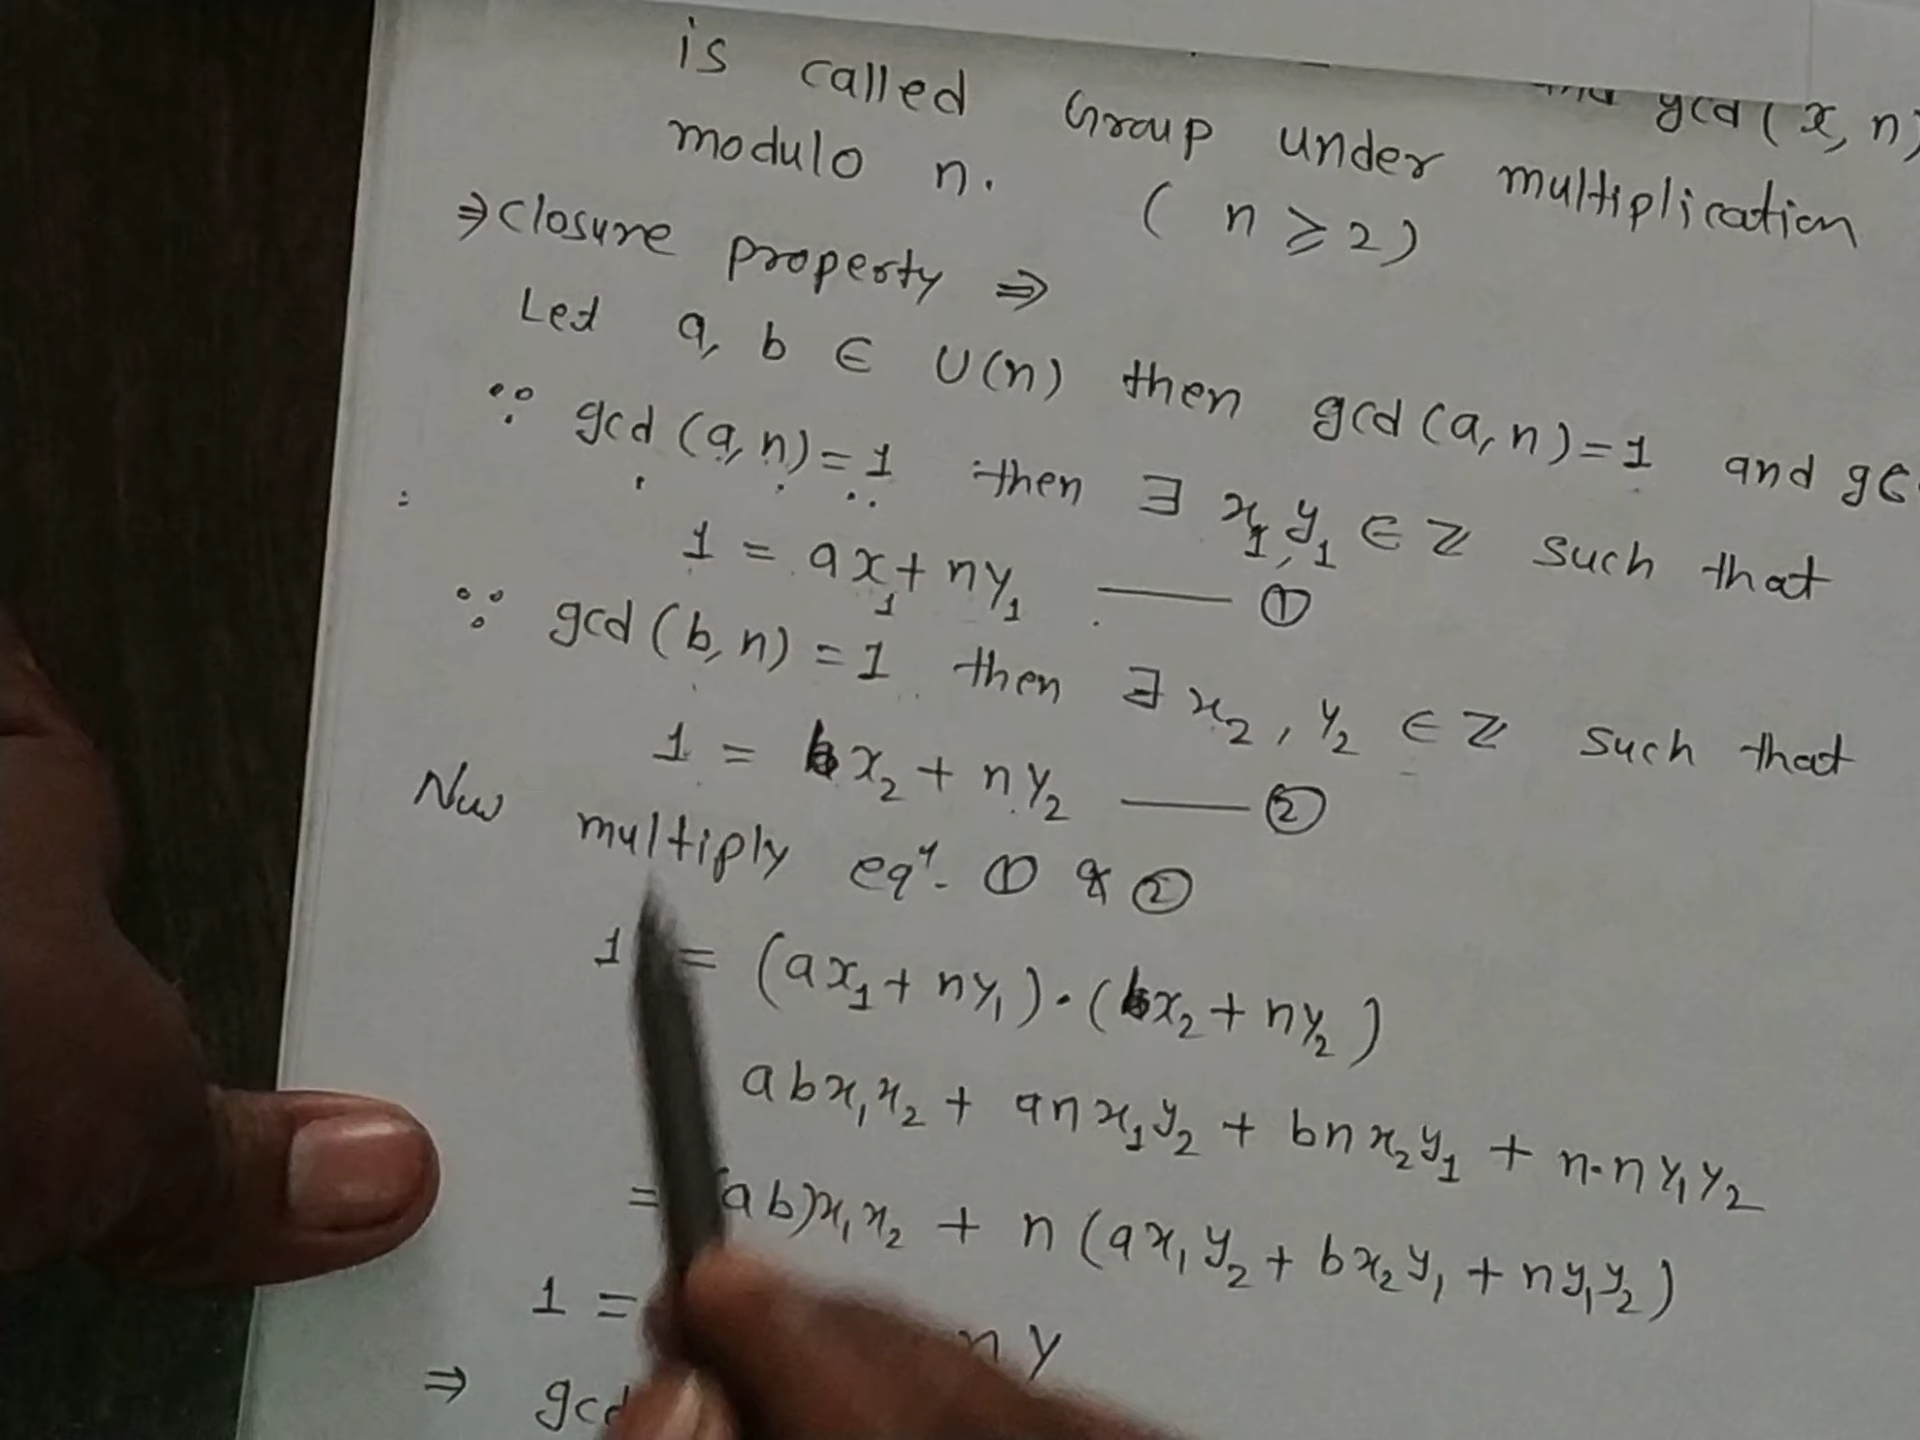 gcd(x, n)
is called Group under multiplication
modulo n. (n ⩾ 2)
⇒ Closure property ⇒
Let a, b ∈ U(n) then gcd(a, n) = 1 and
∵ gcd(a, n) = 1 then ∃ x₁, y₁ ∈ ℤ such that
1 = ax₁ + ny₁ —— ①
∵ gcd(b, n) = 1 then ∃ x₂, y₂ ∈ ℤ such that
1 = bx₂ + ny₂ —— ②
Now multiply eqⁿ. ① & ②
1 = (ax₁ + ny₁)·(bx₂ + ny₂)
abx₁x₂ + anx₁y₂ + bnx₂y₁ + n·ny₁y₂
= (ab)x₁x₂ + n(ax₁y₂ + bx₂y₁ + ny₁y₂)
1 = ny
⇒ gcd